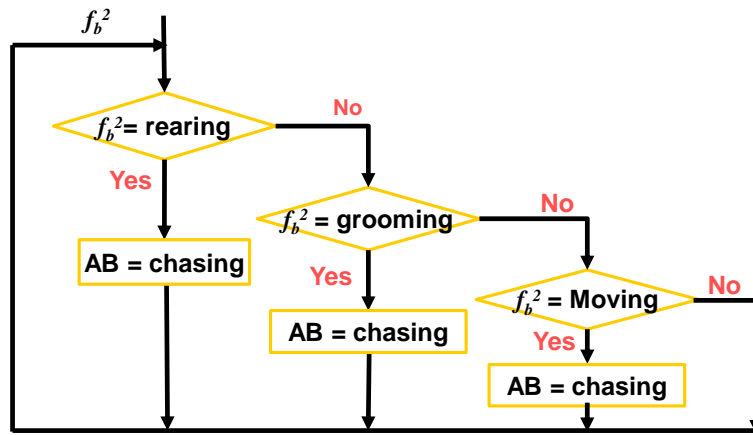 f_b^2
f_b^2= rearing
No
Yes
f_b^2 = grooming
No
AB = chasing
Yes
f_b^2 = Moving
No
AB = chasing
Yes
AB = chasing